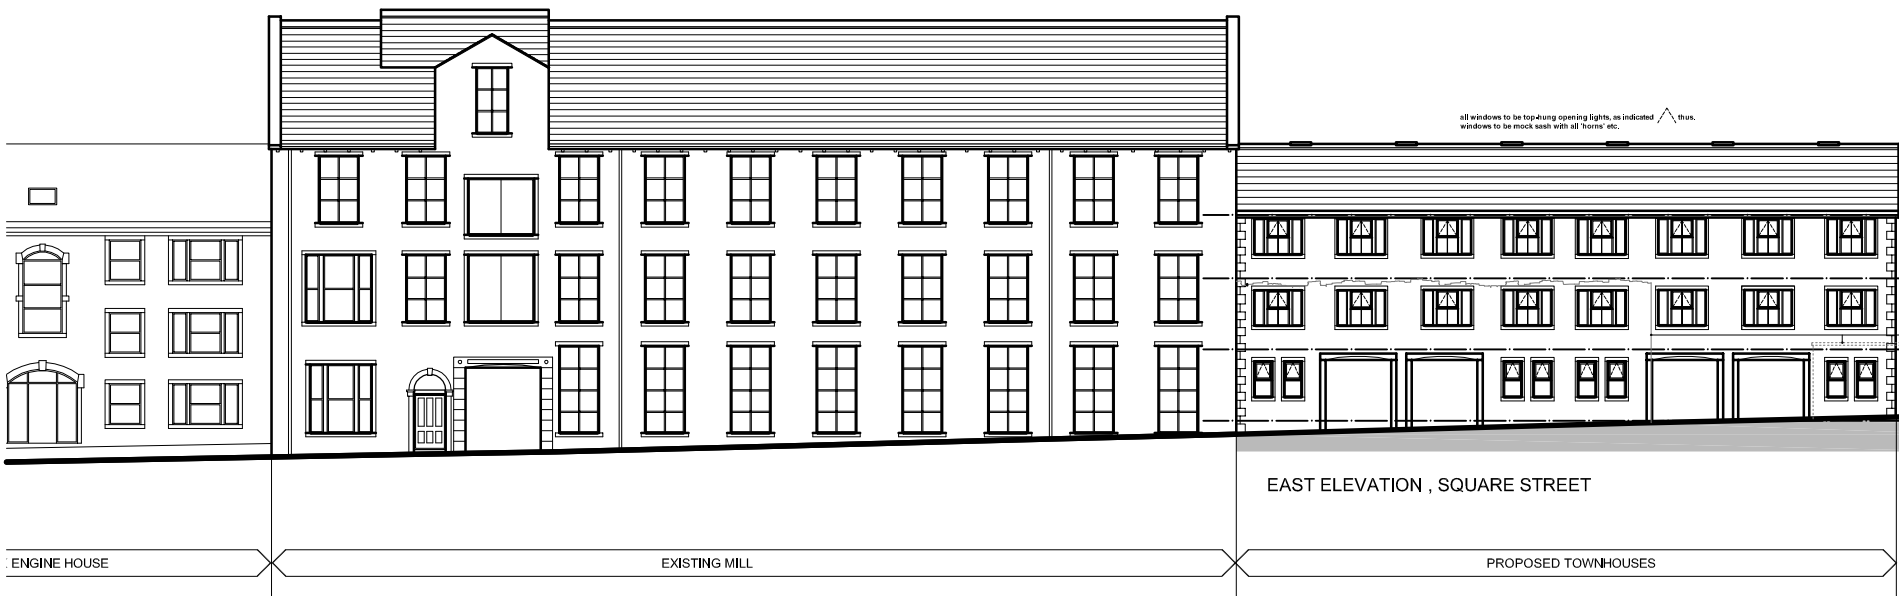 all windows to be top-hung opening lights, as indicated thus.
windows to be mock sash with all 'horns' etc.
EAST ELEVATION , SQUARE STREET
ENGINE HOUSE
EXISTING MILL
PROPOSED TOWNHOUSES